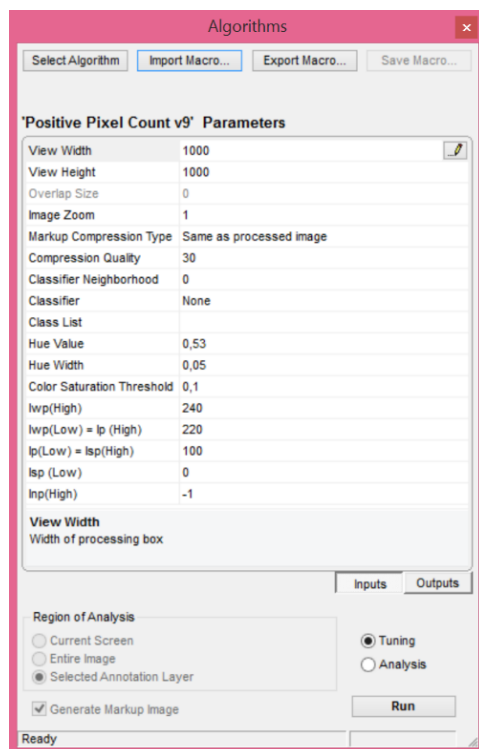 Algorithms
Select Algorithm Import Macro... Export Macro... Save Macro...
'Positive Pixel Count v9' Parameters
View Width 1000
View Height 1000
Overlap Size 0
Image Zoom 1
Markup Compression Type Same as processed image
Compression Quality 30
Classifier Neighborhood 0
Classifier None
Class List
Hue Value 0,53
Hue Width 0,05
Color Saturation Threshold 0,1
Iwp(High) 240
Iwp(Low) = Ip (High) 220
Ip(Low) = Isp(High) 100
Isp (Low) 0
Inp(High) -1
View Width
Width of processing box
Inputs Outputs
Region of Analysis
Current Screen
Entire Image
Selected Annotation Layer
Tuning
Analysis
Generate Markup Image
Run
Ready